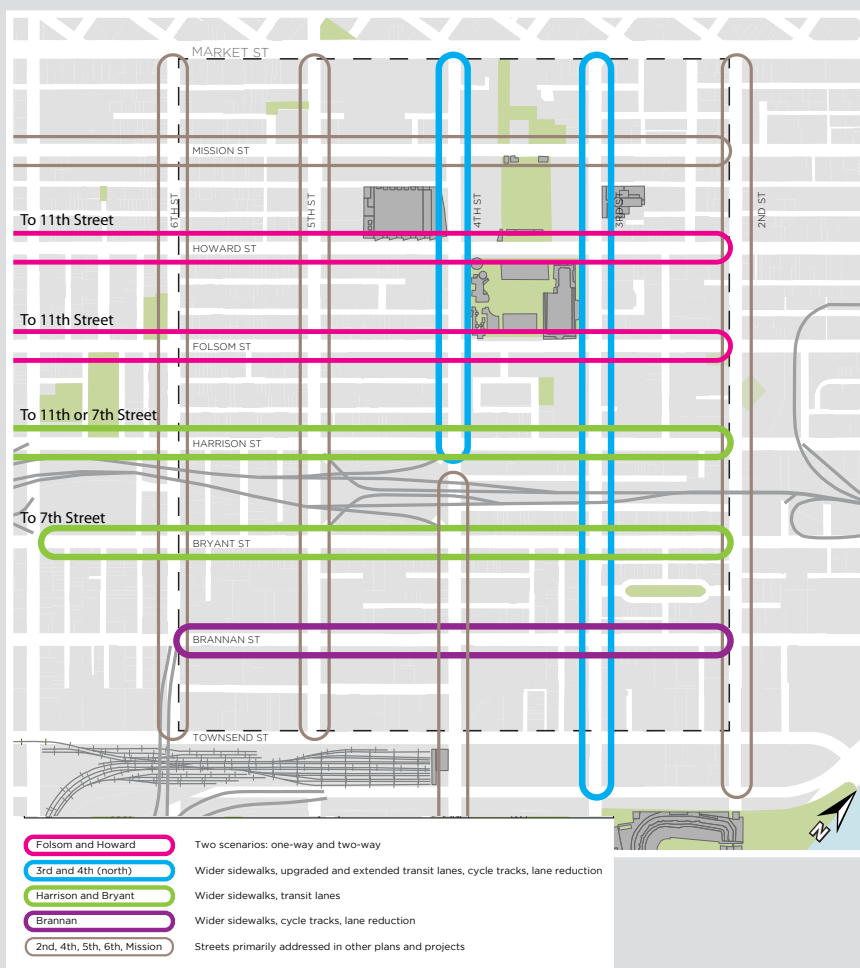 MARKET ST
MISSION ST
6TH ST
5TH ST
4TH ST
3RD ST
2ND ST
To 11th Street
HOWARD ST
To 11th Street
FOLSOM ST
To 11th or 7th Street
HARRISON ST
To 7th Street
BRYANT ST
BRANNAN ST
TOWNSEND ST
N
Folsom and Howard Two scenarios: one-way and two-way
3rd and 4th (north) Wider sidewalks, upgraded and extended transit lanes, cycle tracks, lane reduction
Harrison and Bryant Wider sidewalks, transit lanes
Brannan Wider sidewalks, cycle tracks, lane reduction
2nd, 4th, 5th, 6th, Mission Streets primarily addressed in other plans and projects